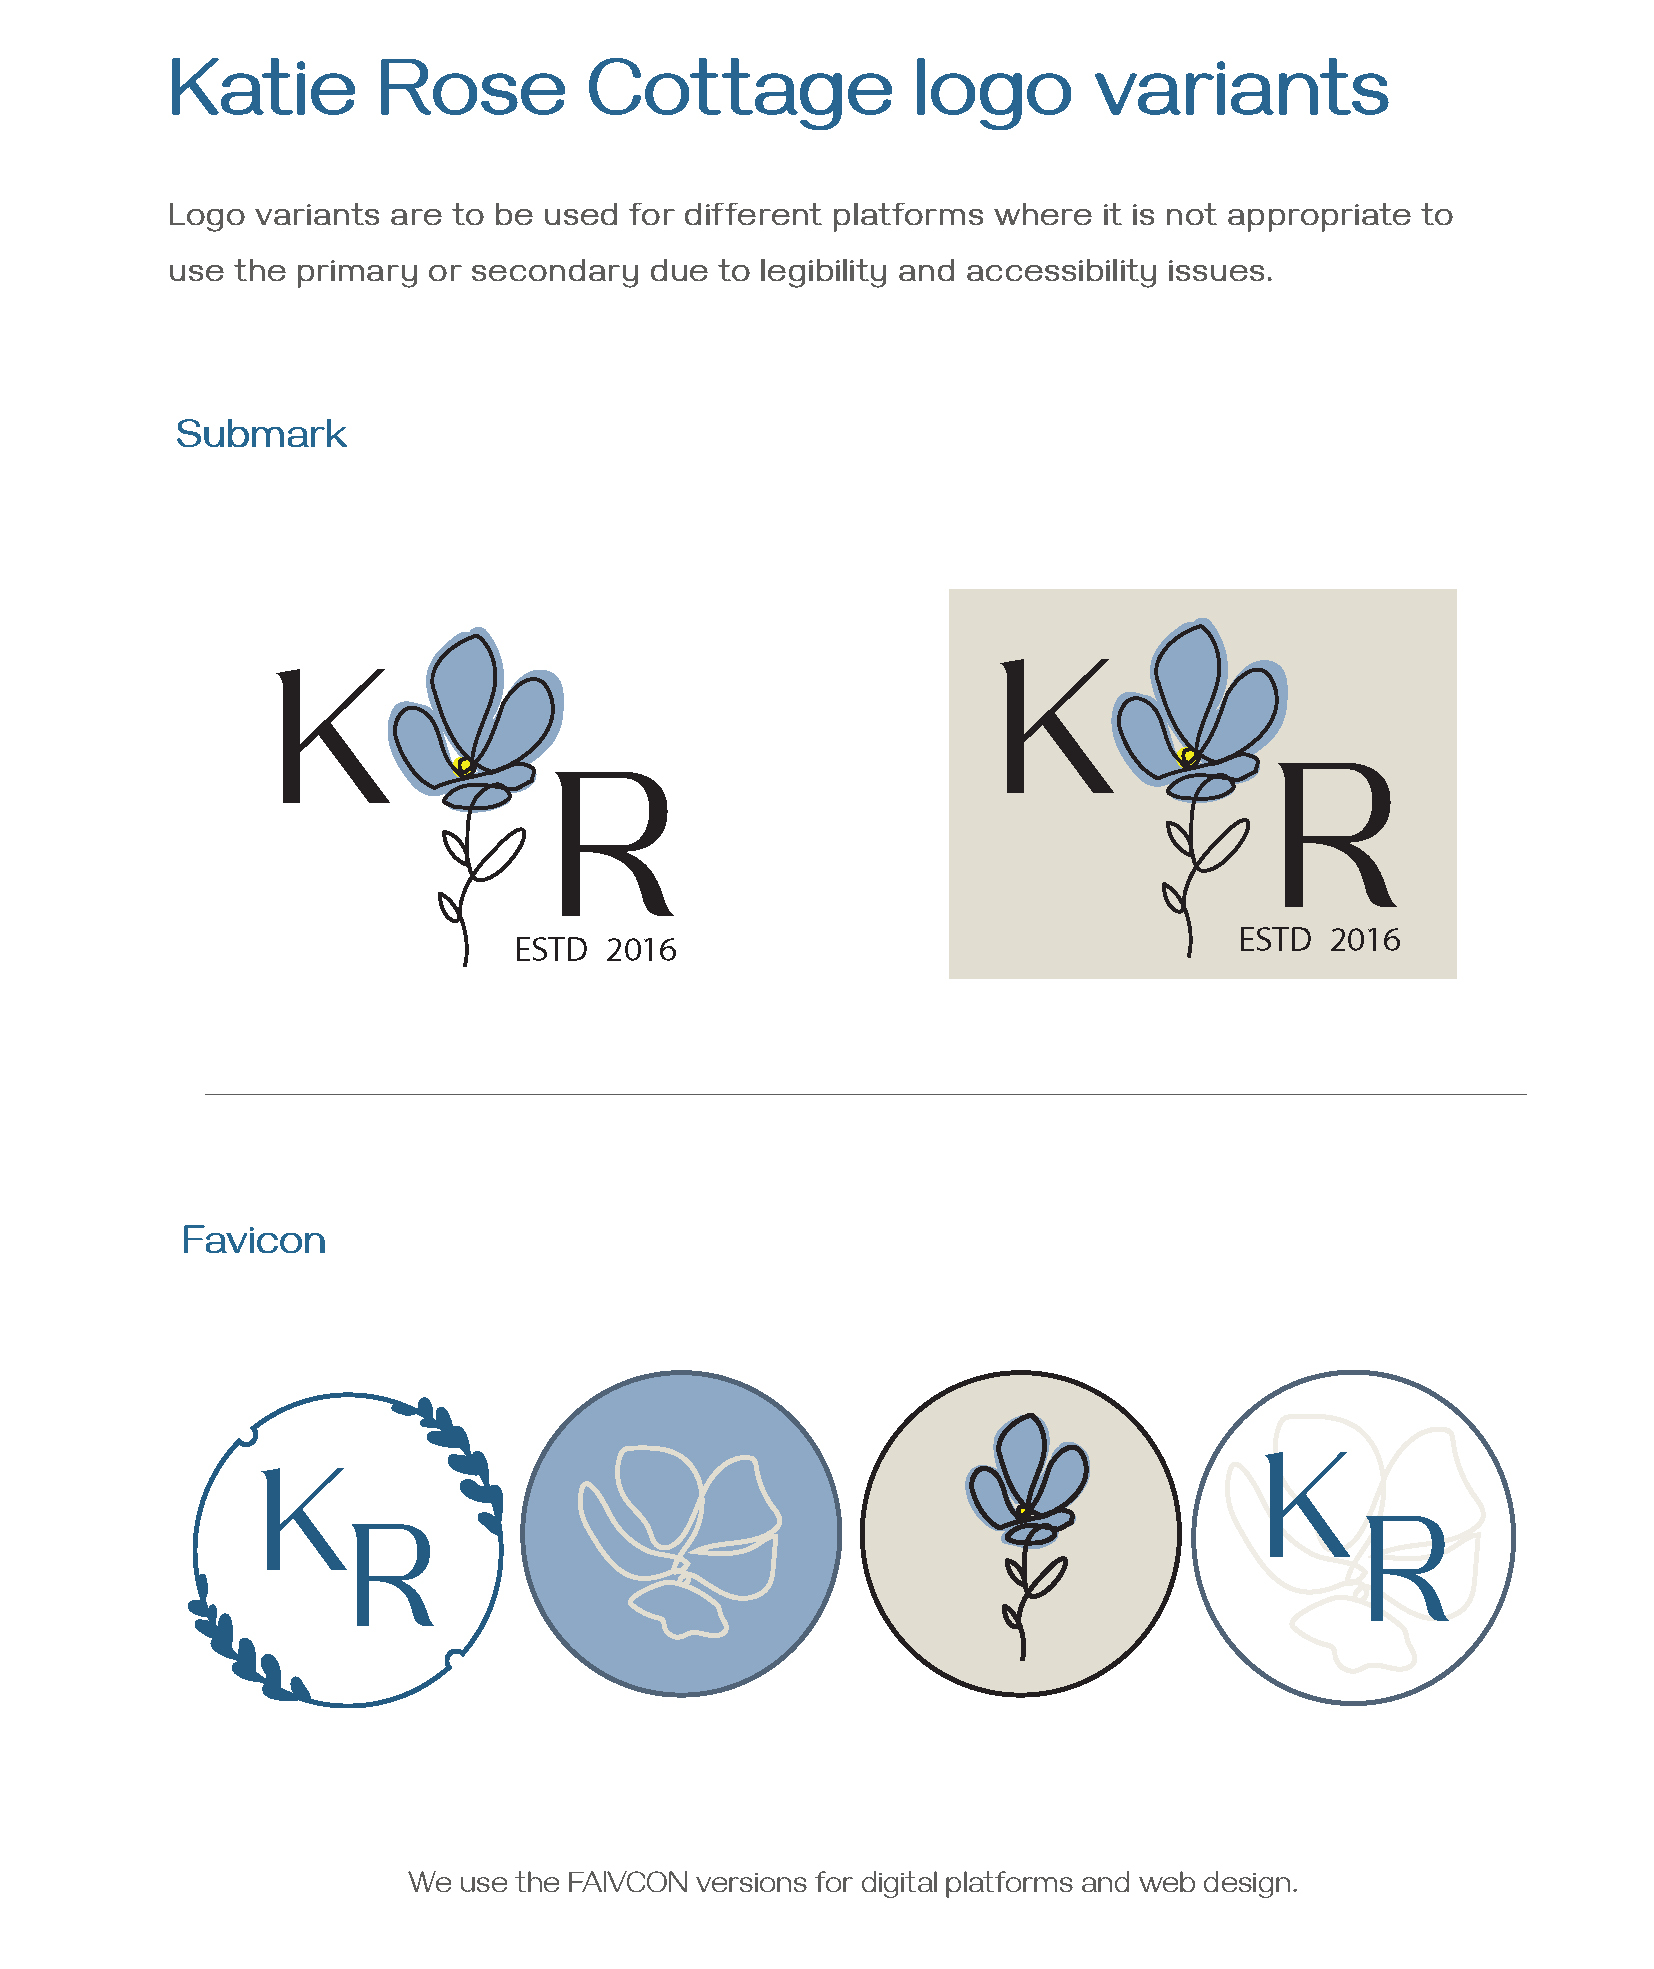 Katie Rose Cottage logo variants
Logo variants are to be used for different platforms where it is not appropriate to
use the primary or secondary due to legibility and accessibility issues.
Submark
K R
ESTD 2016
K R
ESTD 2016
Favicon
KR
KR
We use the FAIVCON versions for digital platforms and web design.